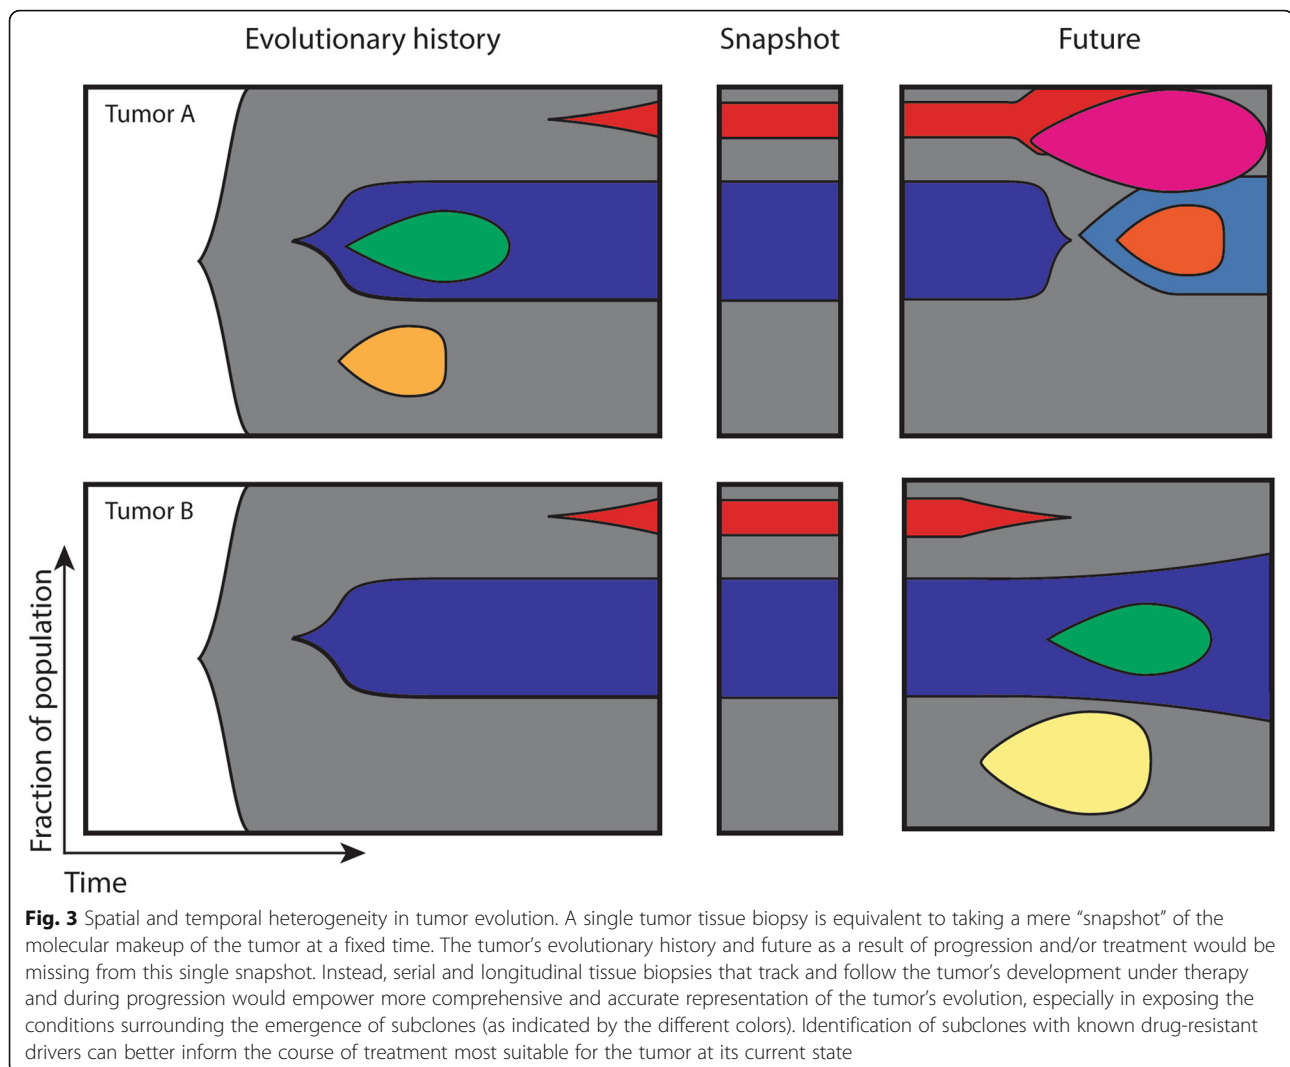 Evolutionary history
Snapshot
Future
Tumor A
Tumor B
Fraction of population
Time
Fig. 3 Spatial and temporal heterogeneity in tumor evolution. A single tumor tissue biopsy is equivalent to taking a mere “snapshot” of the
molecular makeup of the tumor at a fixed time. The tumor’s evolutionary history and future as a result of progression and/or treatment would be
missing from this single snapshot. Instead, serial and longitudinal tissue biopsies that track and follow the tumor’s development under therapy
and during progression would empower more comprehensive and accurate representation of the tumor’s evolution, especially in exposing the
conditions surrounding the emergence of subclones (as indicated by the different colors). Identification of subclones with known drug-resistant
drivers can better inform the course of treatment most suitable for the tumor at its current state